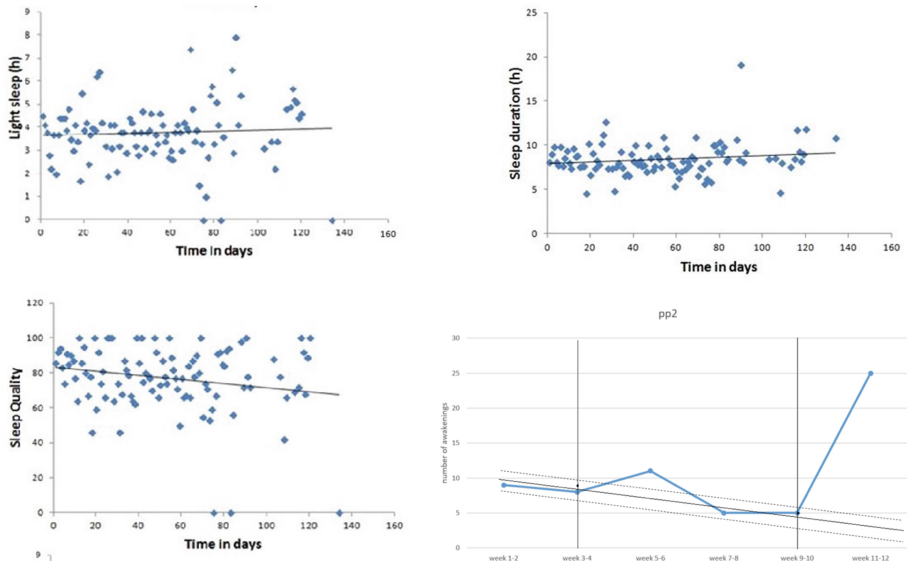 9
8
7
6
5
4
3
2
1
0
Light sleep (h)
0 20 40 60 80 100 120 140 160
Time in days
25
20
15
10
5
0
Sleep duration (h)
0 20 40 60 80 100 120 140 160
Time in days
120
100
80
60
40
20
0
Sleep Quality
0 20 40 60 80 100 120 140 160
Time in days
9
pp2
30
25
20
15
10
5
0
number of awakenings
week 1-2 week 3-4 week 5-6 week 7-8 week 9-10 week 11-12